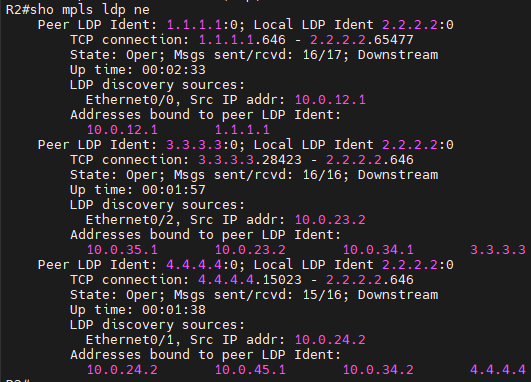 R2#sho mpls ldp ne
    Peer LDP Ident: 1.1.1.1:0; Local LDP Ident 2.2.2.2:0
        TCP connection: 1.1.1.1.646 - 2.2.2.2.65477
        State: Oper; Msgs sent/rcvd: 16/17; Downstream
        Up time: 00:02:33
        LDP discovery sources:
          Ethernet0/0, Src IP addr: 10.0.12.1
        Addresses bound to peer LDP Ident:
          10.0.12.1       1.1.1.1
    Peer LDP Ident: 3.3.3.3:0; Local LDP Ident 2.2.2.2:0
        TCP connection: 3.3.3.3.28423 - 2.2.2.2.646
        State: Oper; Msgs sent/rcvd: 16/16; Downstream
        Up time: 00:01:57
        LDP discovery sources:
          Ethernet0/2, Src IP addr: 10.0.23.2
        Addresses bound to peer LDP Ident:
          10.0.35.1       10.0.23.2       10.0.34.1       3.3.3.3
    Peer LDP Ident: 4.4.4.4:0; Local LDP Ident 2.2.2.2:0
        TCP connection: 4.4.4.4.15023 - 2.2.2.2.646
        State: Oper; Msgs sent/rcvd: 15/16; Downstream
        Up time: 00:01:38
        LDP discovery sources:
          Ethernet0/1, Src IP addr: 10.0.24.2
        Addresses bound to peer LDP Ident:
          10.0.24.2       10.0.45.1       10.0.34.2       4.4.4.4
R2#